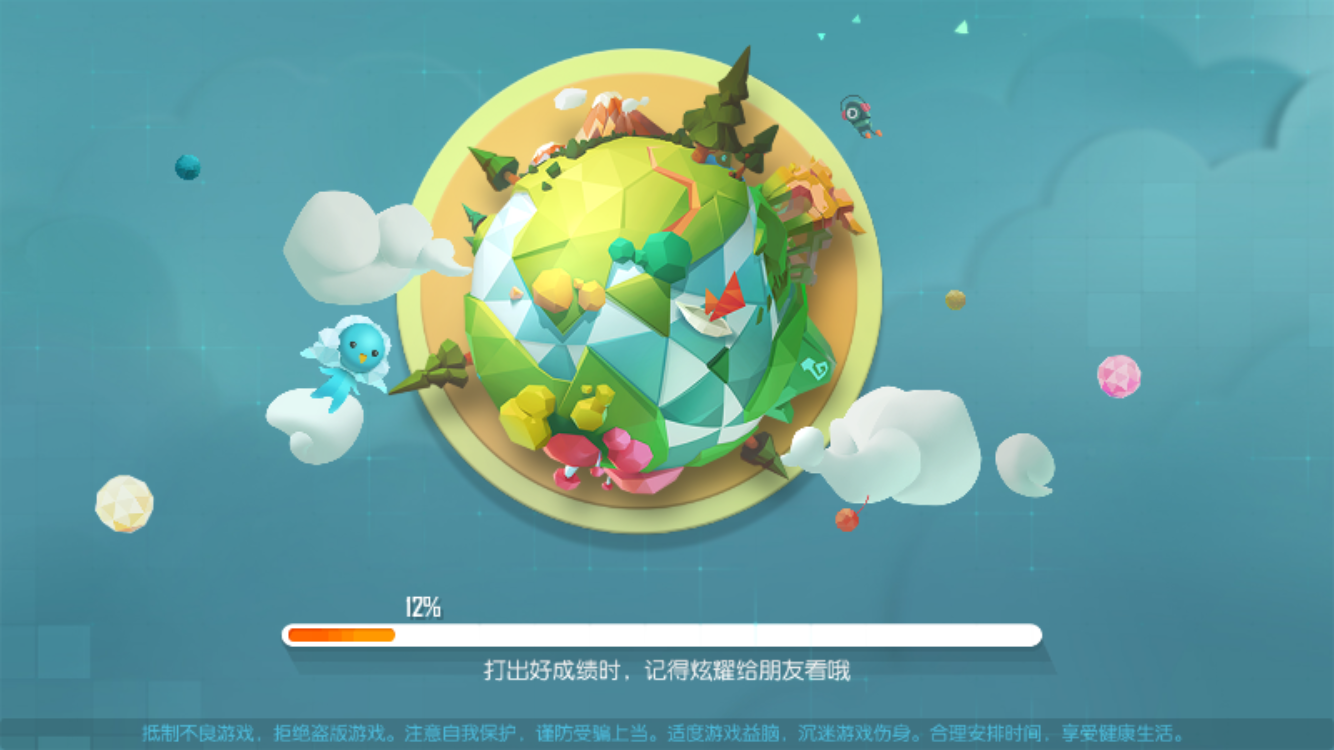 12%
打出好成绩时，记得炫耀给朋友看哦
抵制不良游戏，拒绝盗版游戏。注意自我保护，谨防受骗上当。适度游戏益脑，沉迷游戏伤身。合理安排时间，享受健康生活。